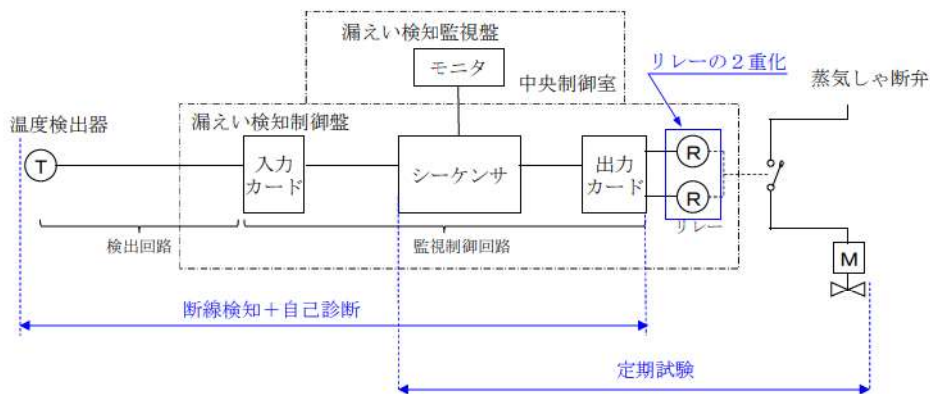 漏えい検知監視盤
モニタ
中央制御室
リレーの２重化
蒸気しゃ断弁
温度検出器
漏えい検知制御盤
T
入力
カード
シーケンサ
出力
カード
R
R
リレー
検出回路
監視制御回路
M
断線検知＋自己診断
定期試験